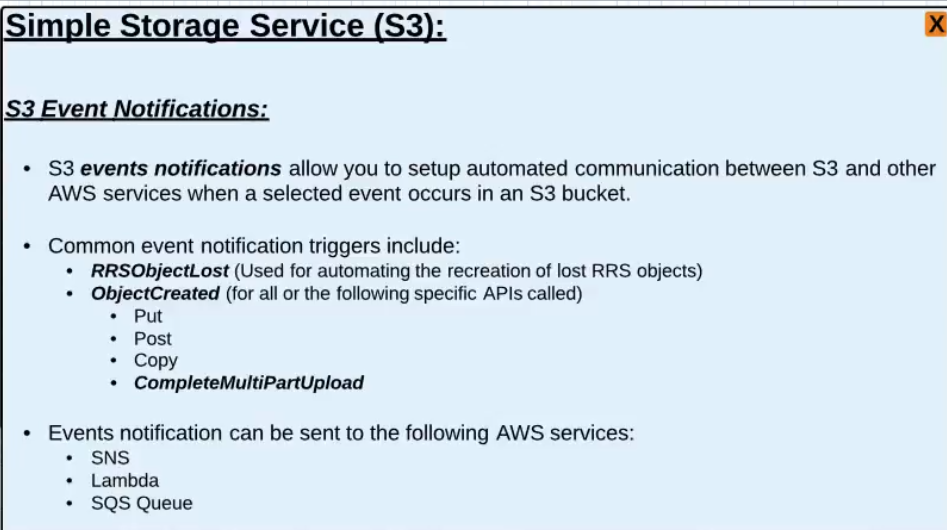 Simple Storage Service (S3):
X
S3 Event Notifications:
• S3 events notifications allow you to setup automated communication between S3 and other
AWS services when a selected event occurs in an S3 bucket.
• Common event notification triggers include:
• RRSObjectLost (Used for automating the recreation of lost RRS objects)
• ObjectCreated (for all or the following specific APIs called)
• Put
• Post
• Copy
• CompleteMultiPartUpload
• Events notification can be sent to the following AWS services:
• SNS
• Lambda
• SQS Queue